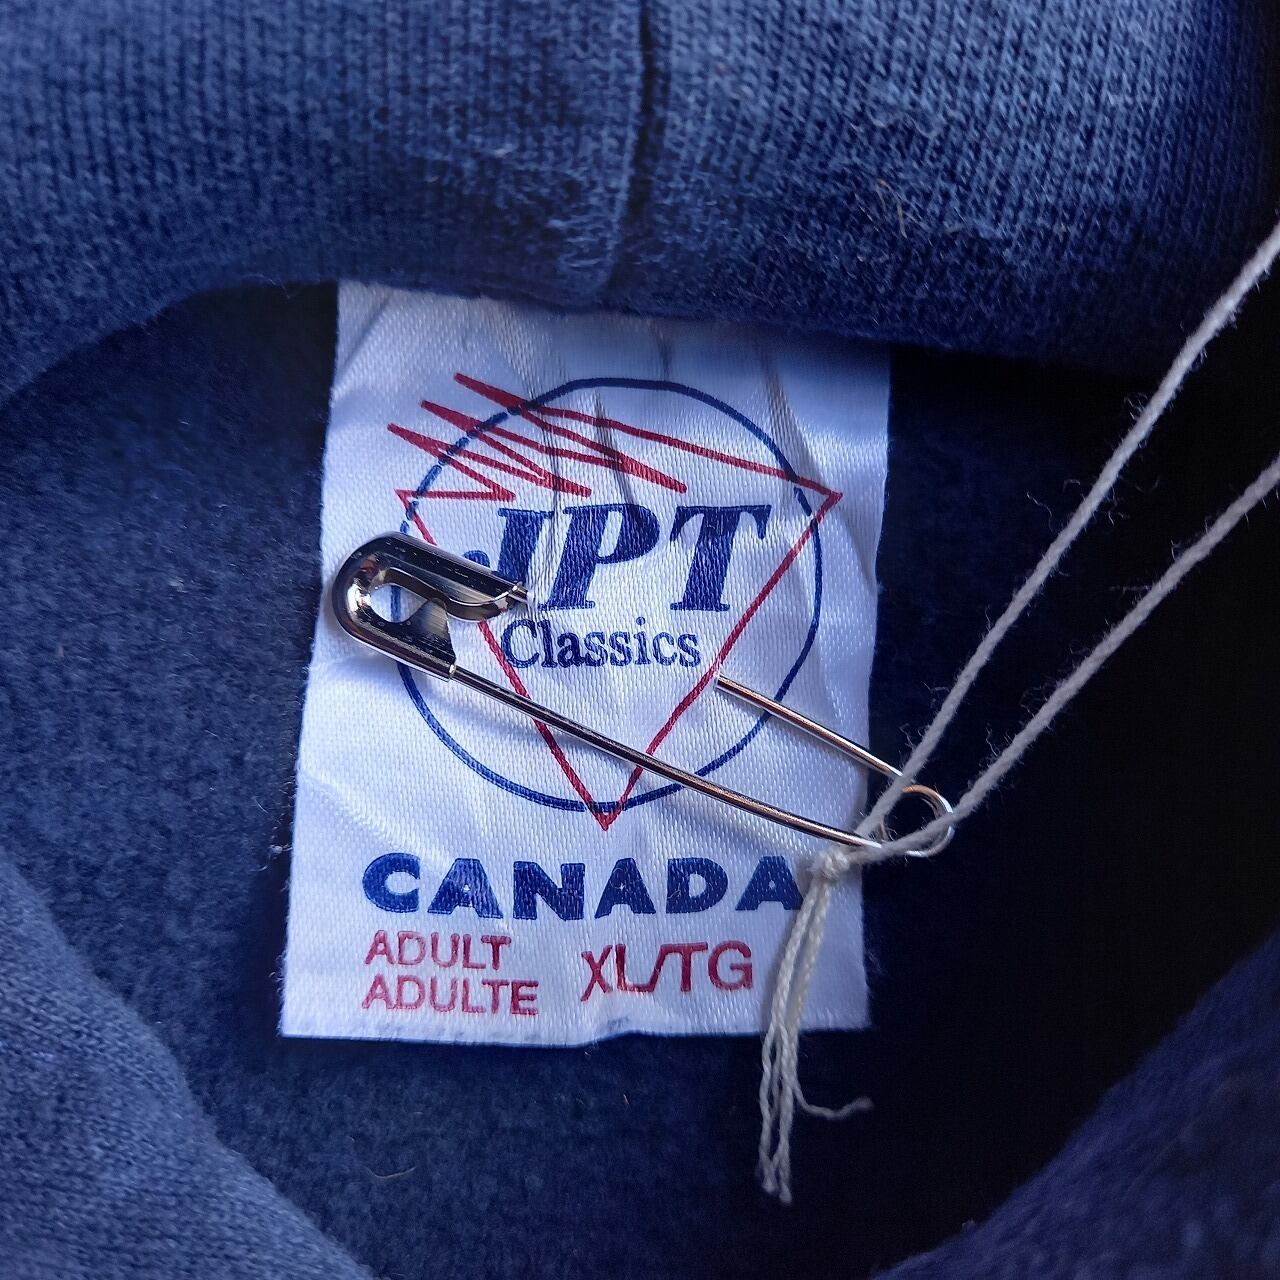 JPT
Classics
CANADA
ADULT XL/TG
ADULTE